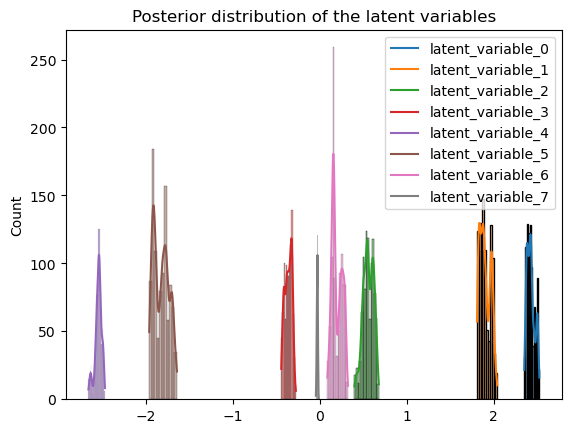 Posterior distribution of the latent variables
Count
250
200
150
100
50
0
−2
−1
0
1
2
latent_variable_0
latent_variable_1
latent_variable_2
latent_variable_3
latent_variable_4
latent_variable_5
latent_variable_6
latent_variable_7